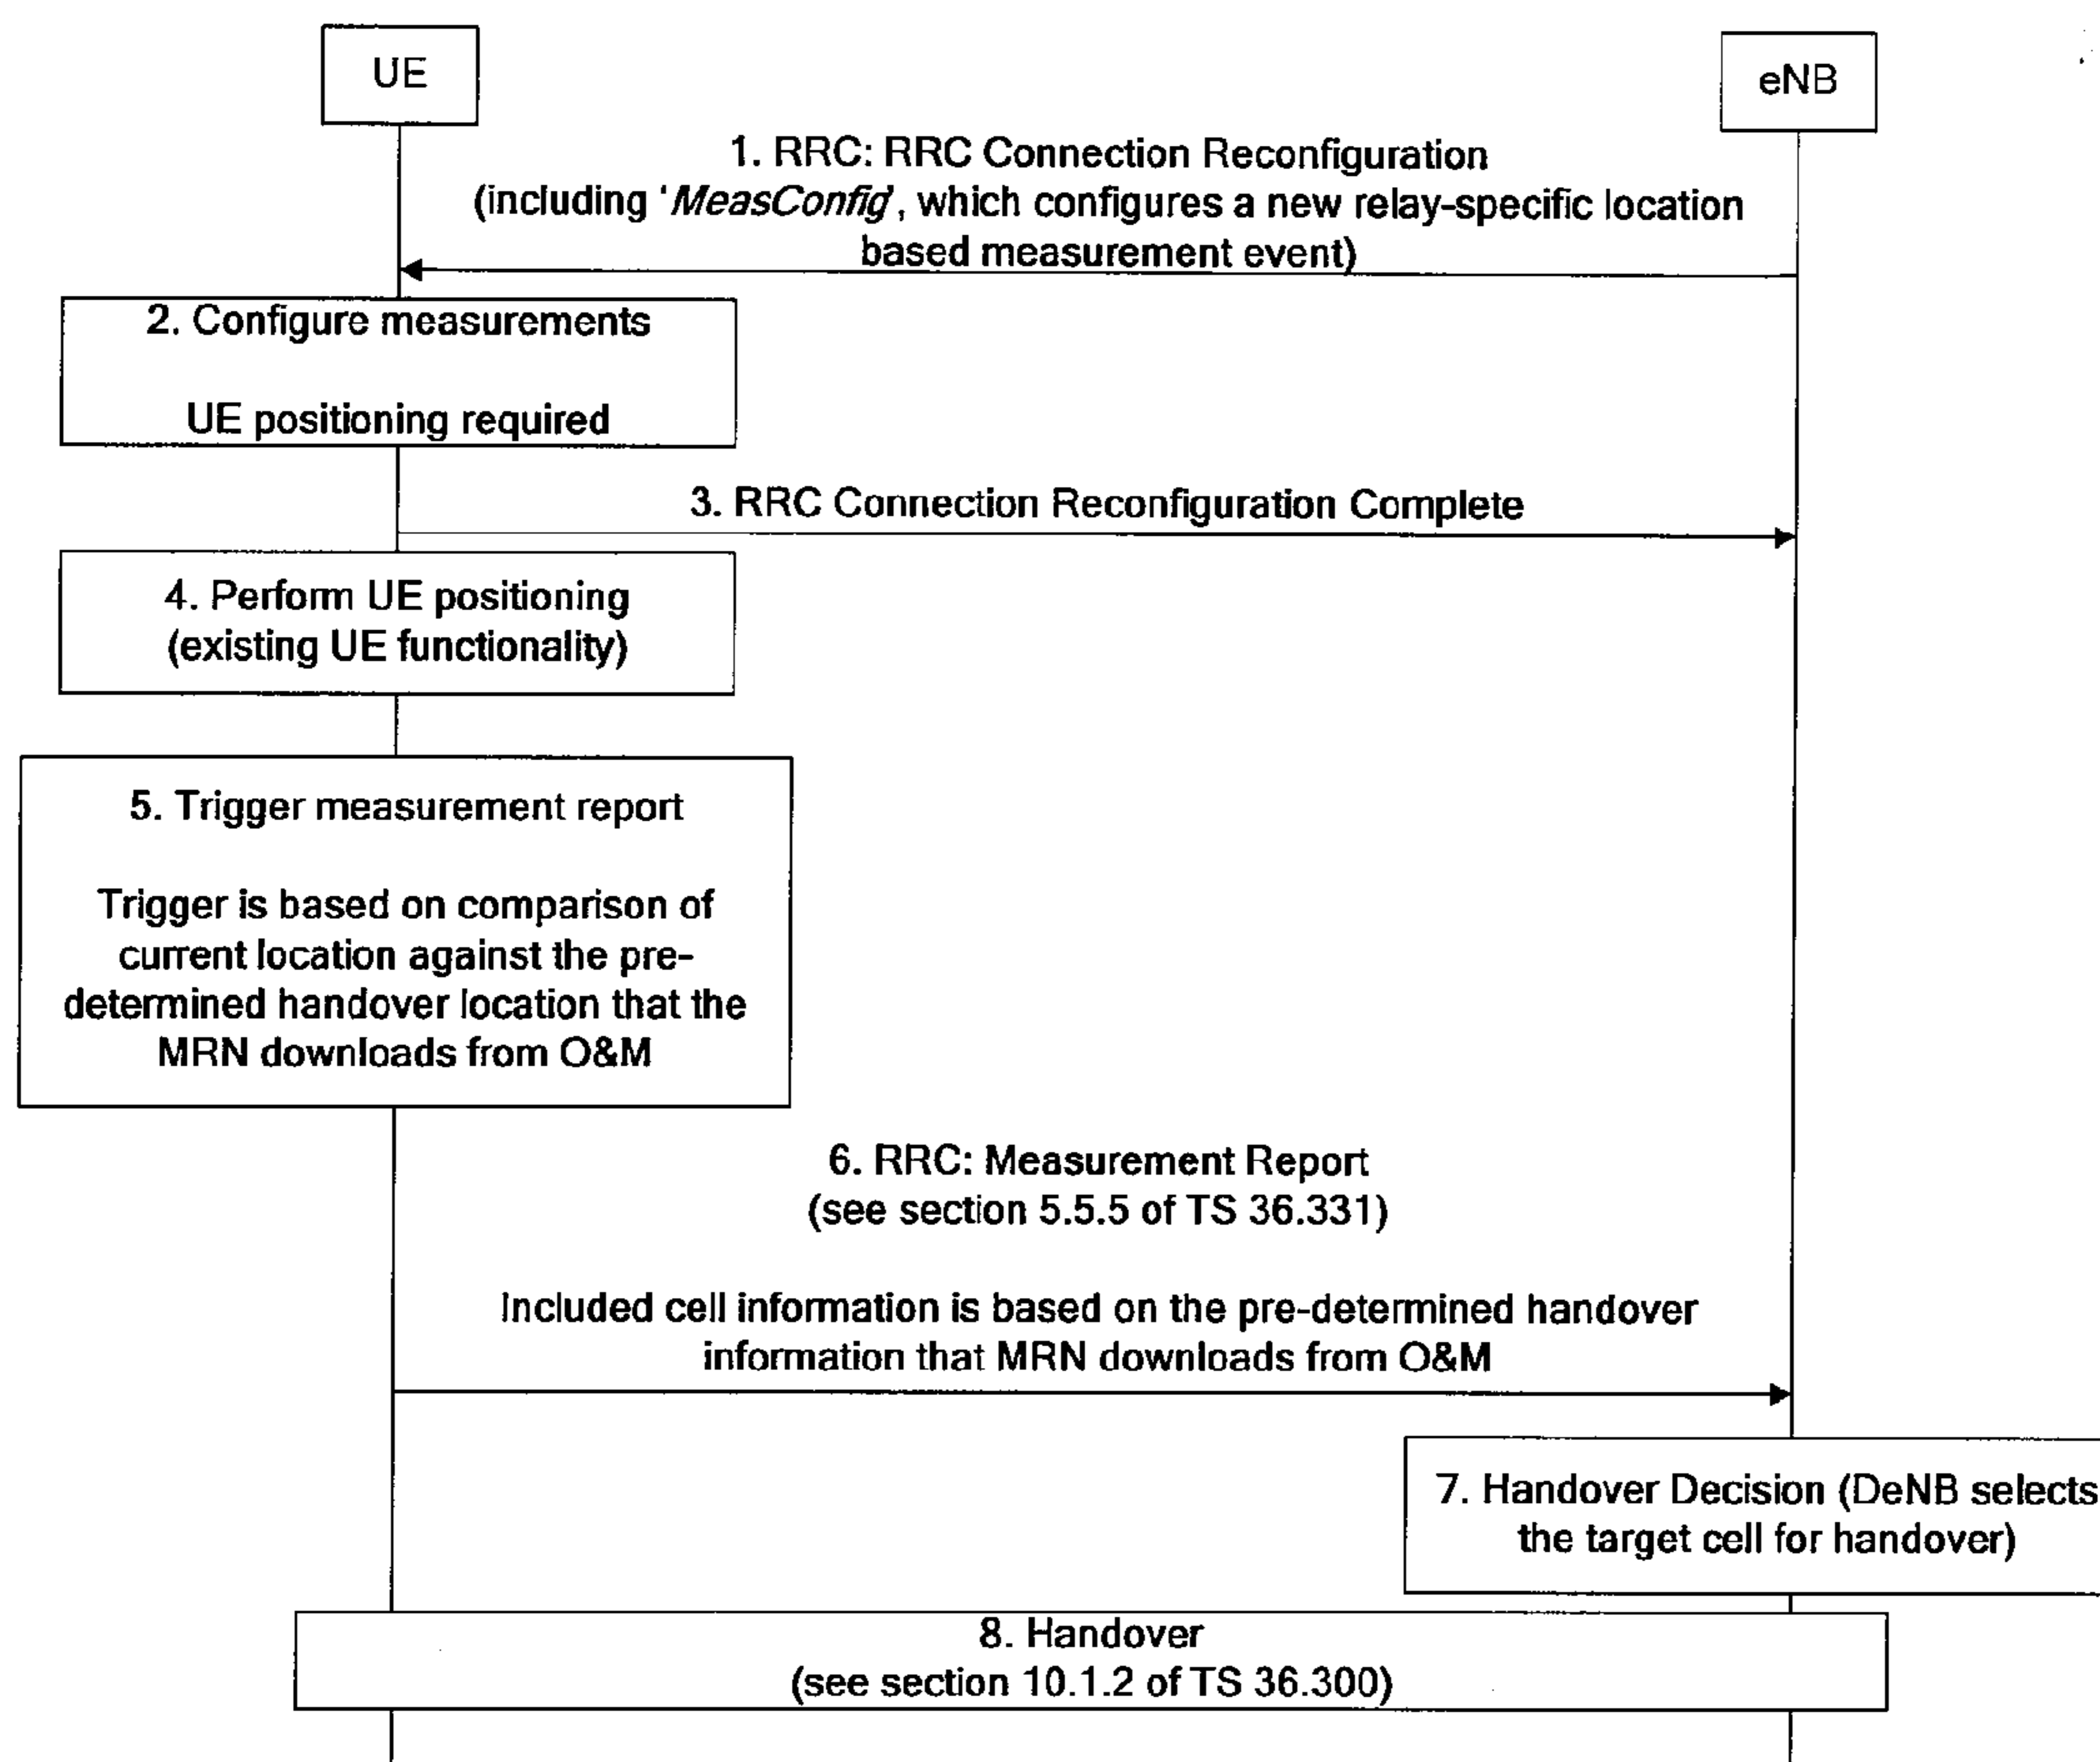 UE
eNB
1. RRC: RRC Connection Reconfiguration
(including 'MeasConfig', which configures a new relay-specific location
based measurement event)
2. Configure measurements
UE positioning required
3. RRC Connection Reconfiguration Complete
4. Perform UE positioning
(existing UE functionality)
5. Trigger measurement report
Trigger is based on comparison of
current location against the pre-
determined handover location that the
MRN downloads from O&M
6. RRC: Measurement Report
(see section 5.5.5 of TS 36.331)
Included cell information is based on the pre-determined handover
information that MRN downloads from O&M
7. Handover Decision (DeNB selects
the target cell for handover)
8. Handover
(see section 10.1.2 of TS 36.300)